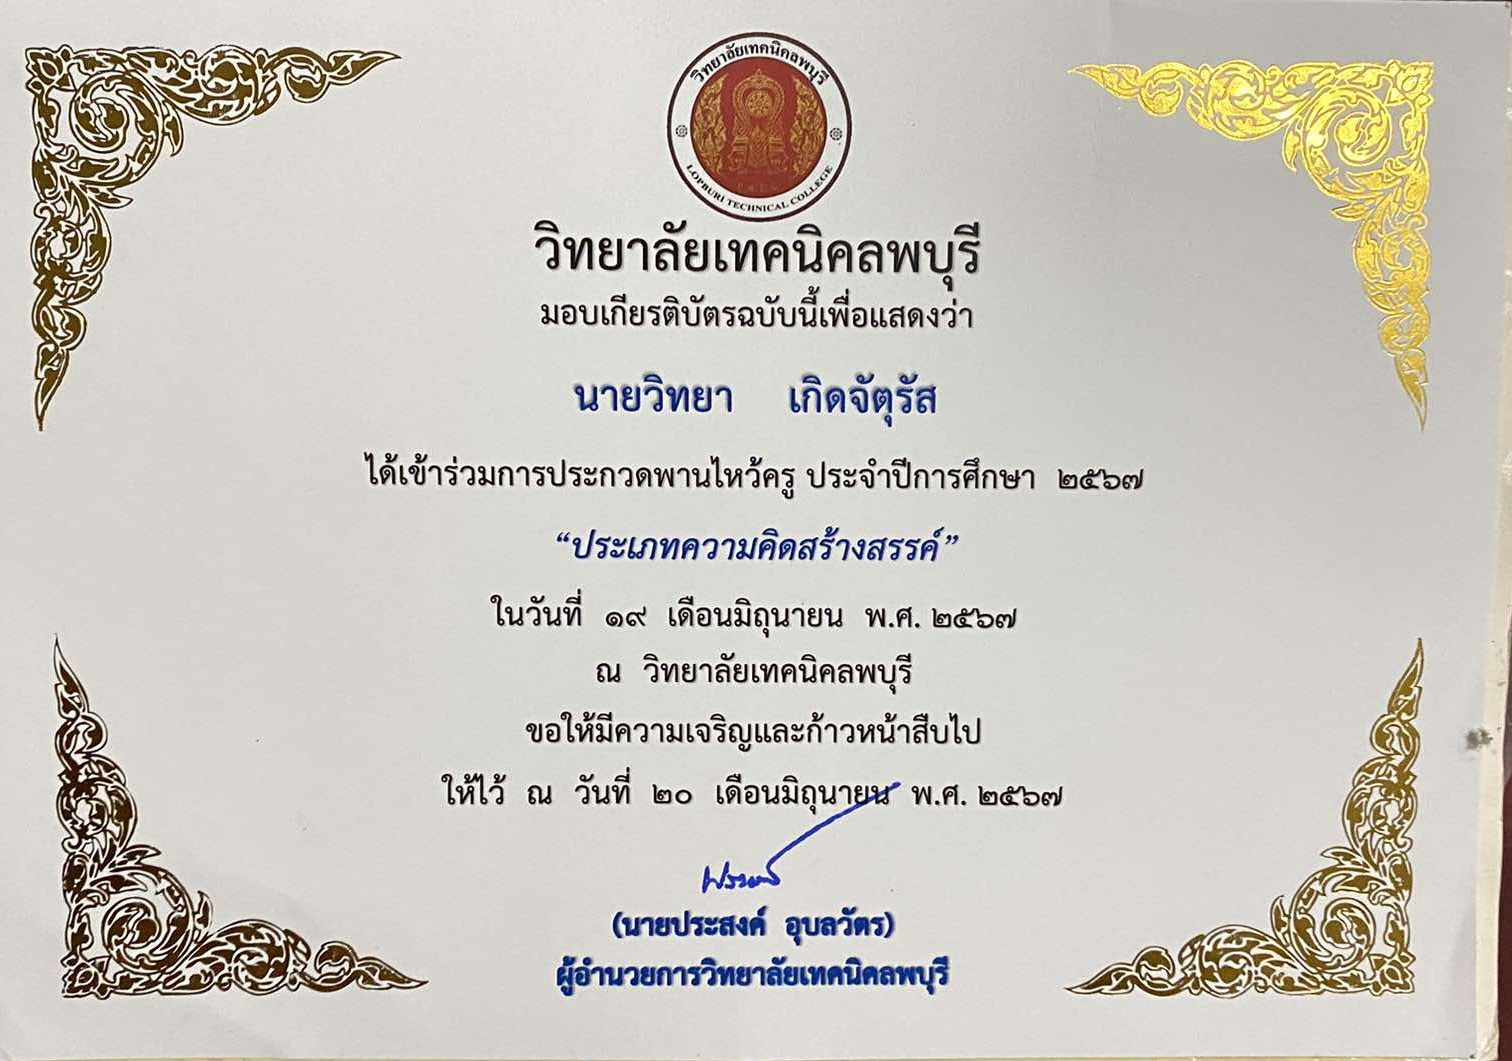 วิทยาลัยเทคนิคลพบุรี
LOPBURI TECHNICAL COLLEGE
วิทยาลัยเทคนิคลพบุรี
มอบเกียรติบัตรฉบับนี้เพื่อแสดงว่า
นายวิทยา เกิดจัตุรัส
ได้เข้าร่วมการประกวดพานไหว้ครู ประจำปีการศึกษา ๒๕๖๗
“ประเภทความคิดสร้างสรรค์”
ในวันที่ ๑๙ เดือนมิถุนายน พ.ศ. ๒๕๖๗
ณ วิทยาลัยเทคนิคลพบุรี
ขอให้มีความเจริญและก้าวหน้าสืบไป
ให้ไว้ ณ วันที่ ๒๐ เดือนมิถุนายน พ.ศ. ๒๕๖๗
(นายประสงค์ อุบลวัตร)
ผู้อำนวยการวิทยาลัยเทคนิคลพบุรี